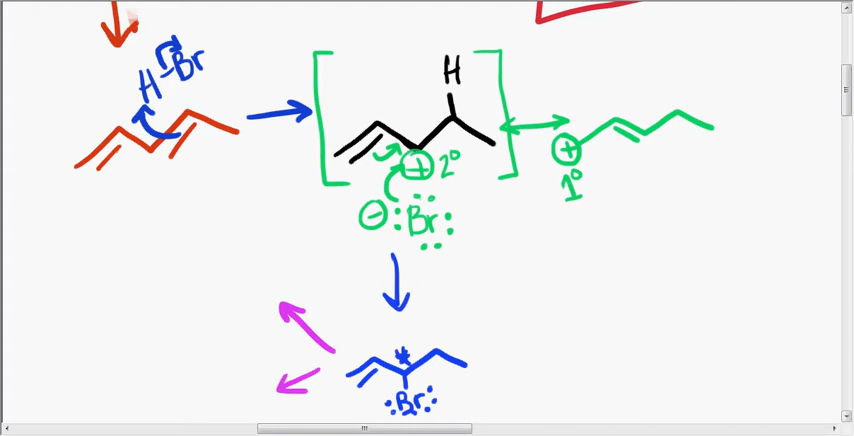 H-Br
H
+ 2°
+
1°
- :Br:
*
:Br: